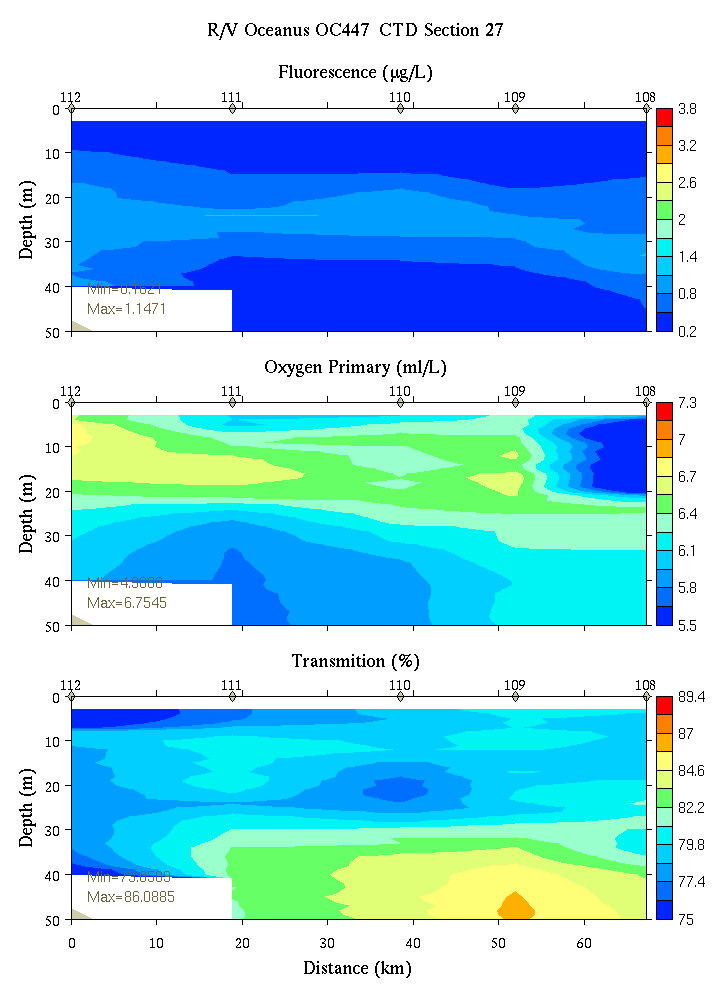 R/V Oceanus OC447 CTD Section 27
Fluorescence (µg/L)
112 111 110 109 108
0
10
20
30
40
50
Depth (m)
Max=1.1471
3.8
3.2
2.6
2
1.4
0.8
0.2
Oxygen Primary (ml/L)
112 111 110 109 108
0
10
20
30
40
50
Depth (m)
Max=6.7545
7.3
7
6.7
6.4
6.1
5.8
5.5
Transmition (%)
112 111 110 109 108
0
10
20
30
40
50
Depth (m)
Max=86.0885
89.4
87
84.6
82.2
79.8
77.4
75
0 10 20 30 40 50 60
Distance (km)